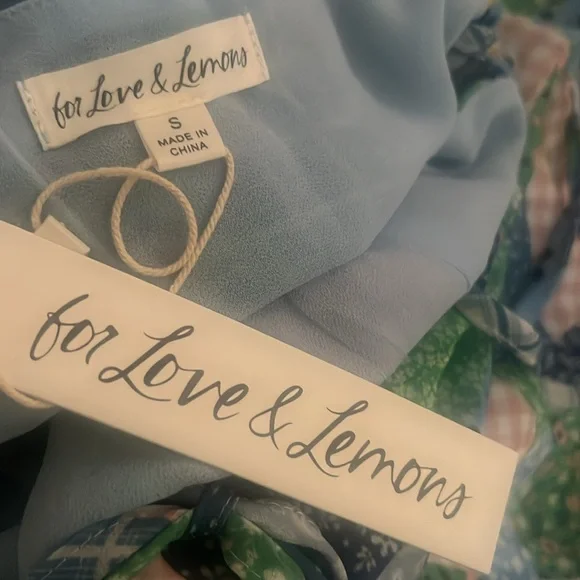 for Love & Lemons
S
MADE IN
CHINA
for Love & Lemons